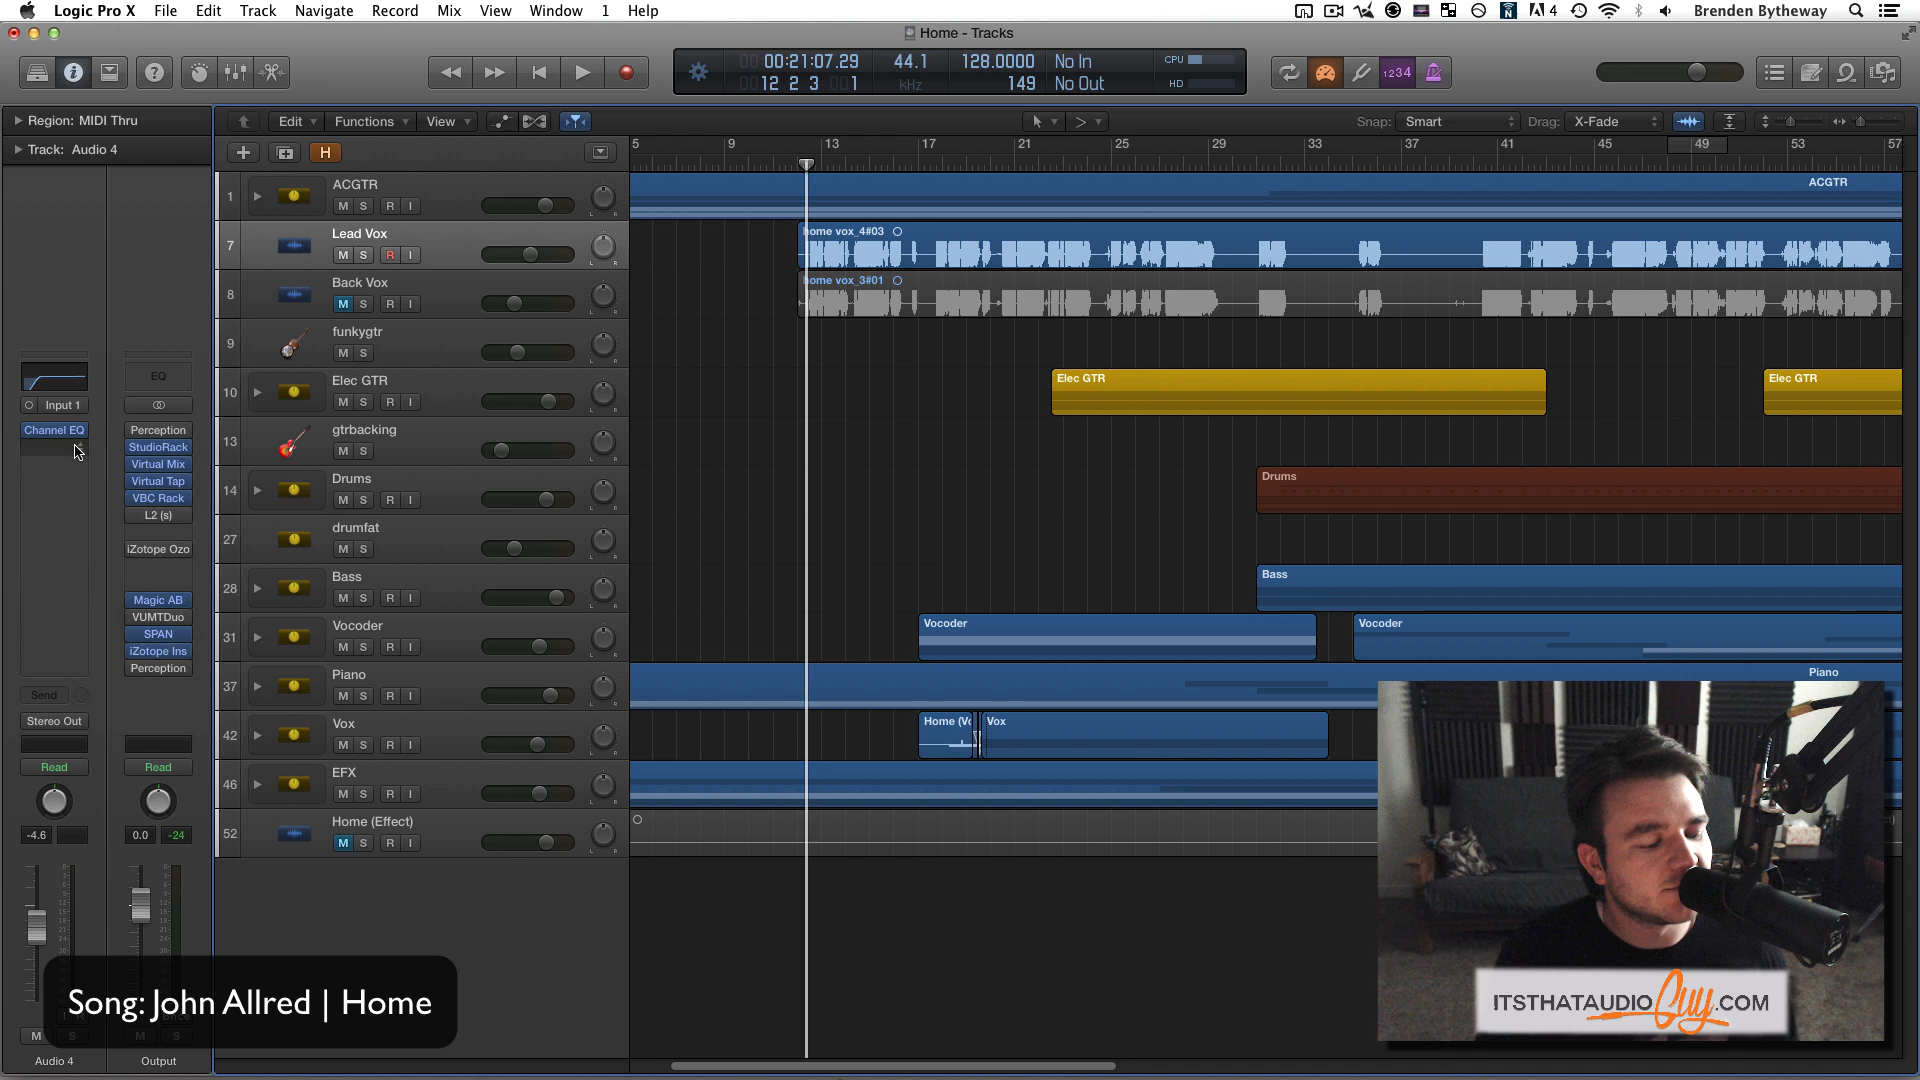 Logic Pro X File Edit Track Navigate Record Mix View Window 1 Help
4 Brenden Bytheway
Home - Tracks
00:21:07.29 44.1 128.0000 No In CPU
12 2 3 1 kHz 149 No Out HD
1234
Region: MIDI Thru
Edit Functions View
Snap: Smart Drag: X-Fade
Track: Audio 4
H
5 9 13 17 21 25 29 33 37 41 45 49 53 57
1 ACGTR
M S R I
ACGTR
7 Lead Vox
M S R I
home vox_4#03
8 Back Vox
M S R I
home vox_3#01
9 funkygtr
M S
10 Elec GTR
M S R I
Elec GTR
Elec GTR
13 gtrbacking
M S
14 Drums
M S R I
Drums
27 drumfat
M S
28 Bass
M S R I
Bass
31 Vocoder
M S R I
Vocoder
Vocoder
37 Piano
M S R I
Piano
42 Vox
M S R I
Home (Vo
Vox
46 EFX
M S R I
52 Home (Effect)
M S R I
EQ
Input 1
Channel EQ
Perception
StudioRack
Virtual Mix
Virtual Tap
VBC Rack
L2 (s)
iZotope Ozo
Magic AB
VUMTDuo
SPAN
iZotope Ins
Perception
Send
Stereo Out
Read Read
-4.6 0.0 -24
Song: John Allred | Home
M S M S
Audio 4 Output
ITSTHATAUDIOGuy.COM